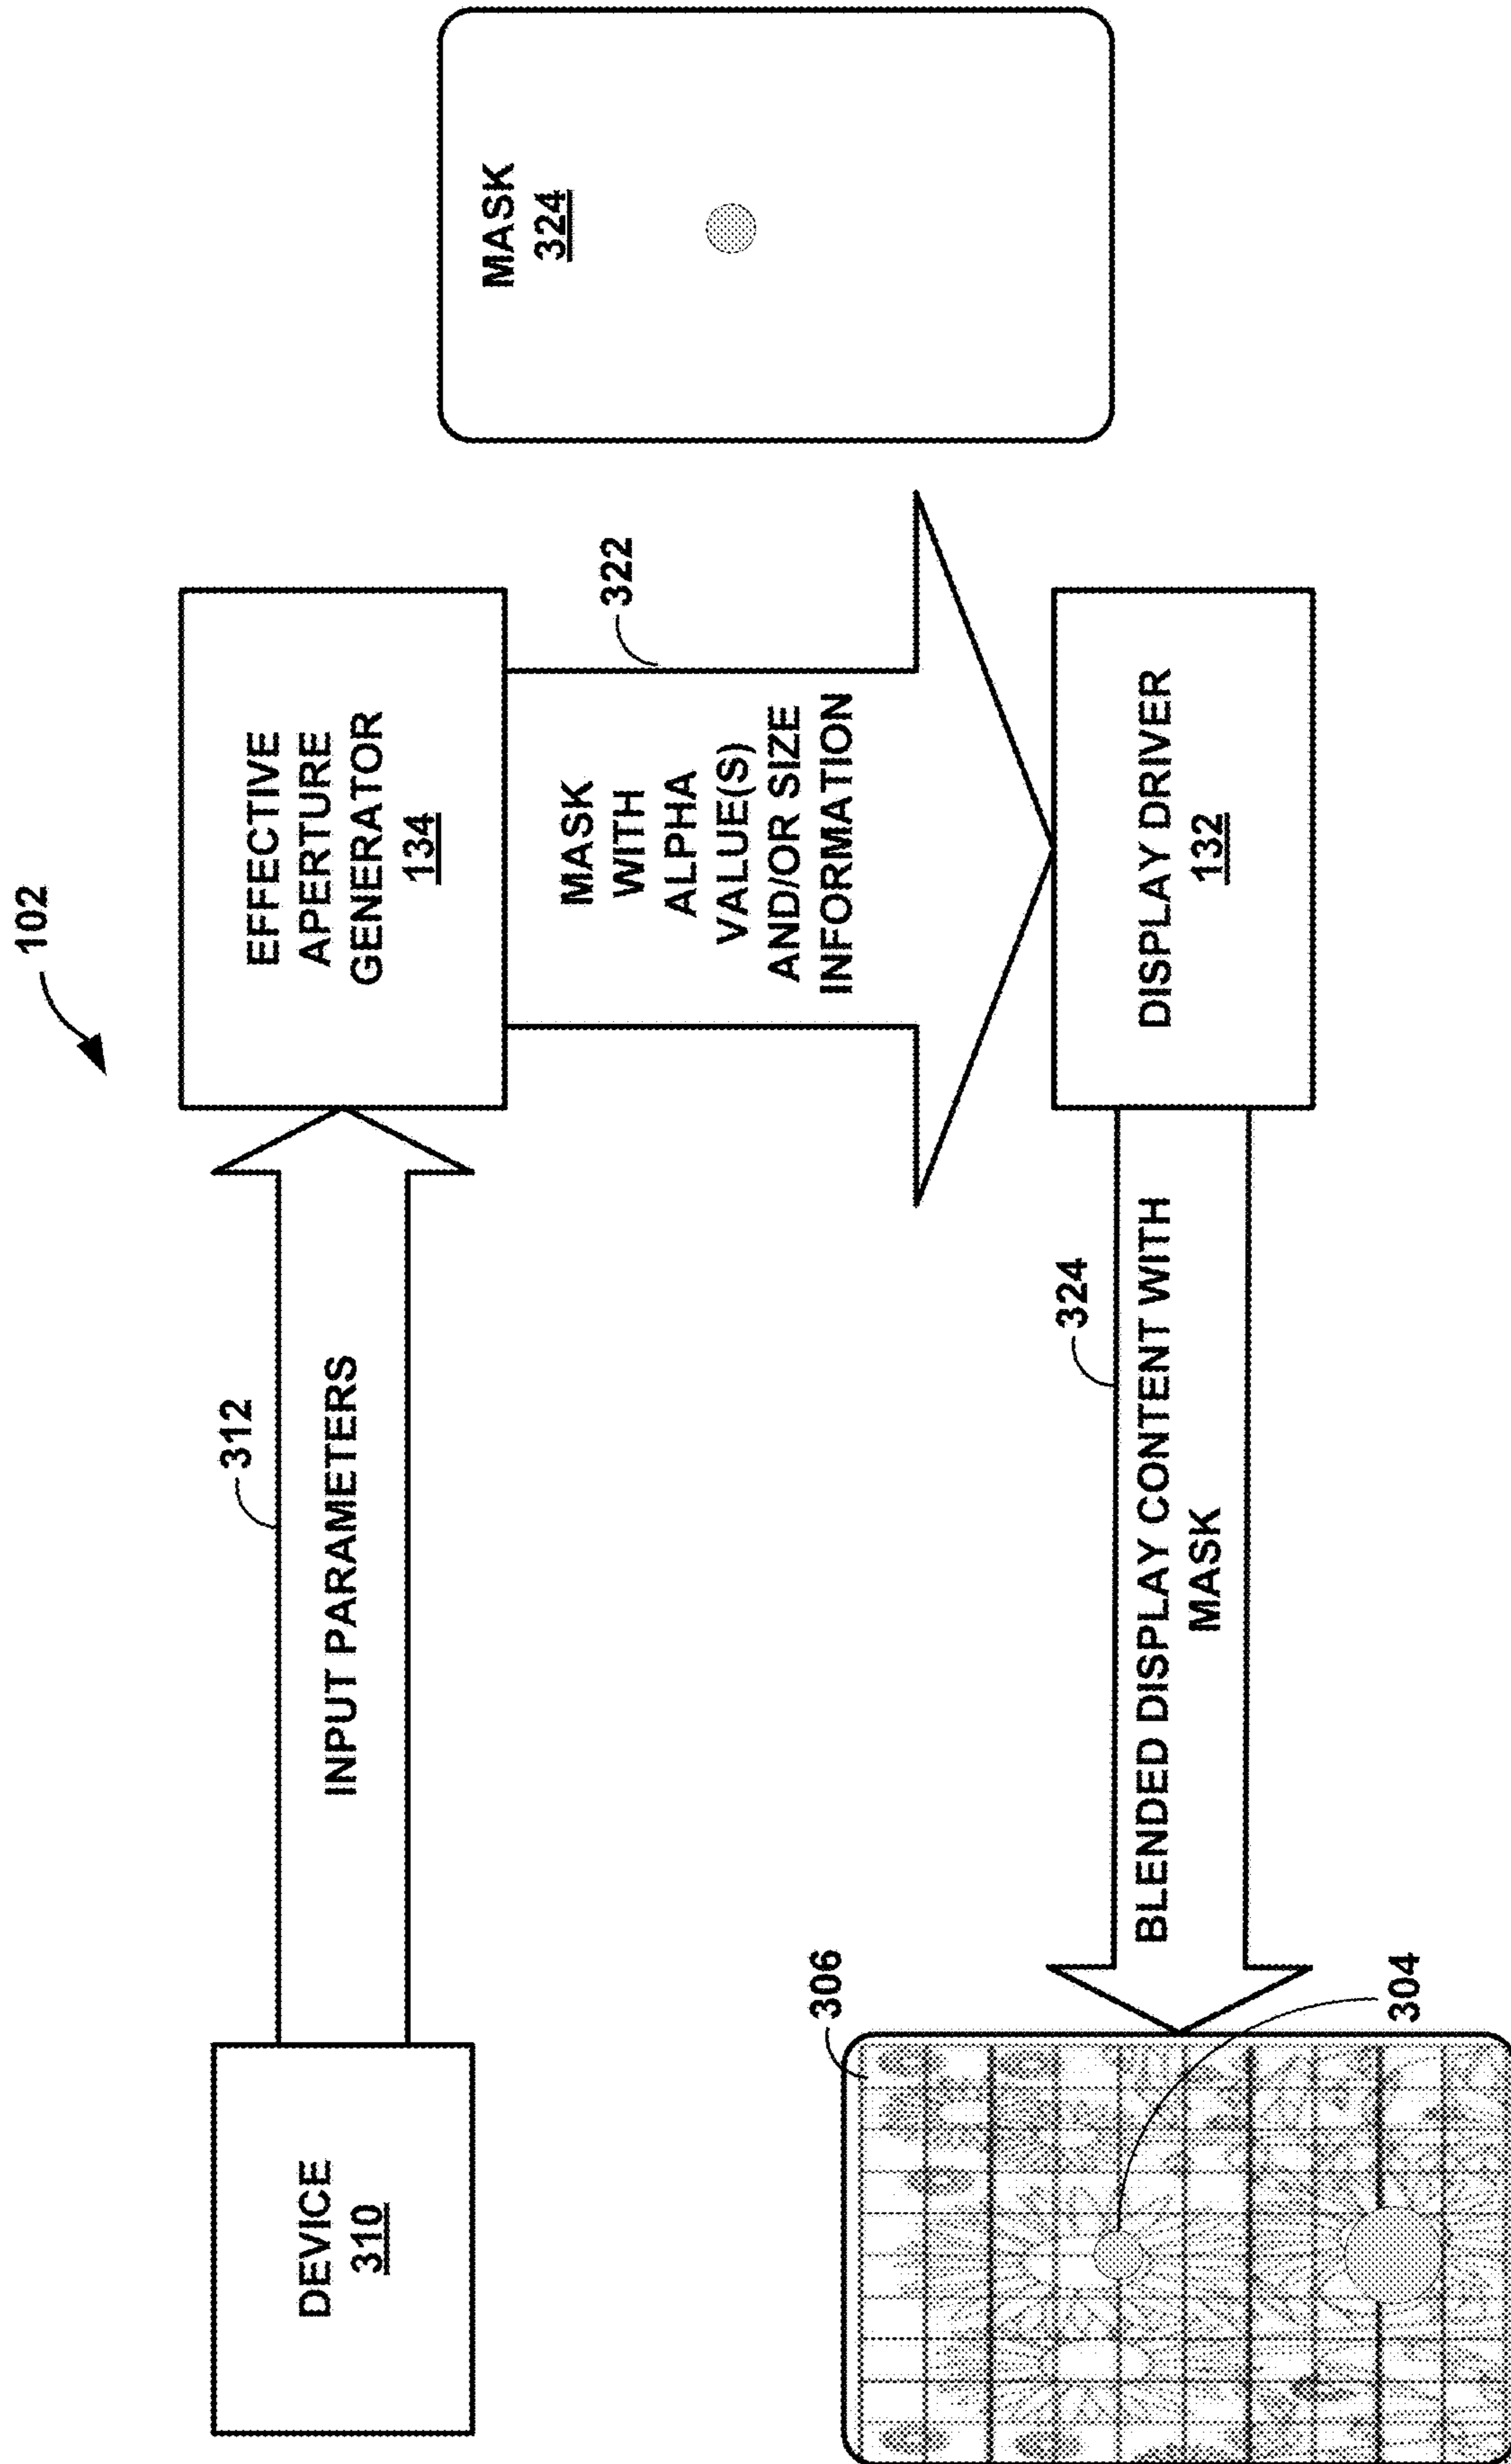 102
DEVICE
310
312
INPUT PARAMETERS
EFFECTIVE
APERTURE
GENERATOR
134
322
MASK
WITH
ALPHA
VALUE(S)
AND/OR SIZE
INFORMATION
MASK
324
306
304
324
BLENDED DISPLAY CONTENT WITH
MASK
DISPLAY DRIVER
132